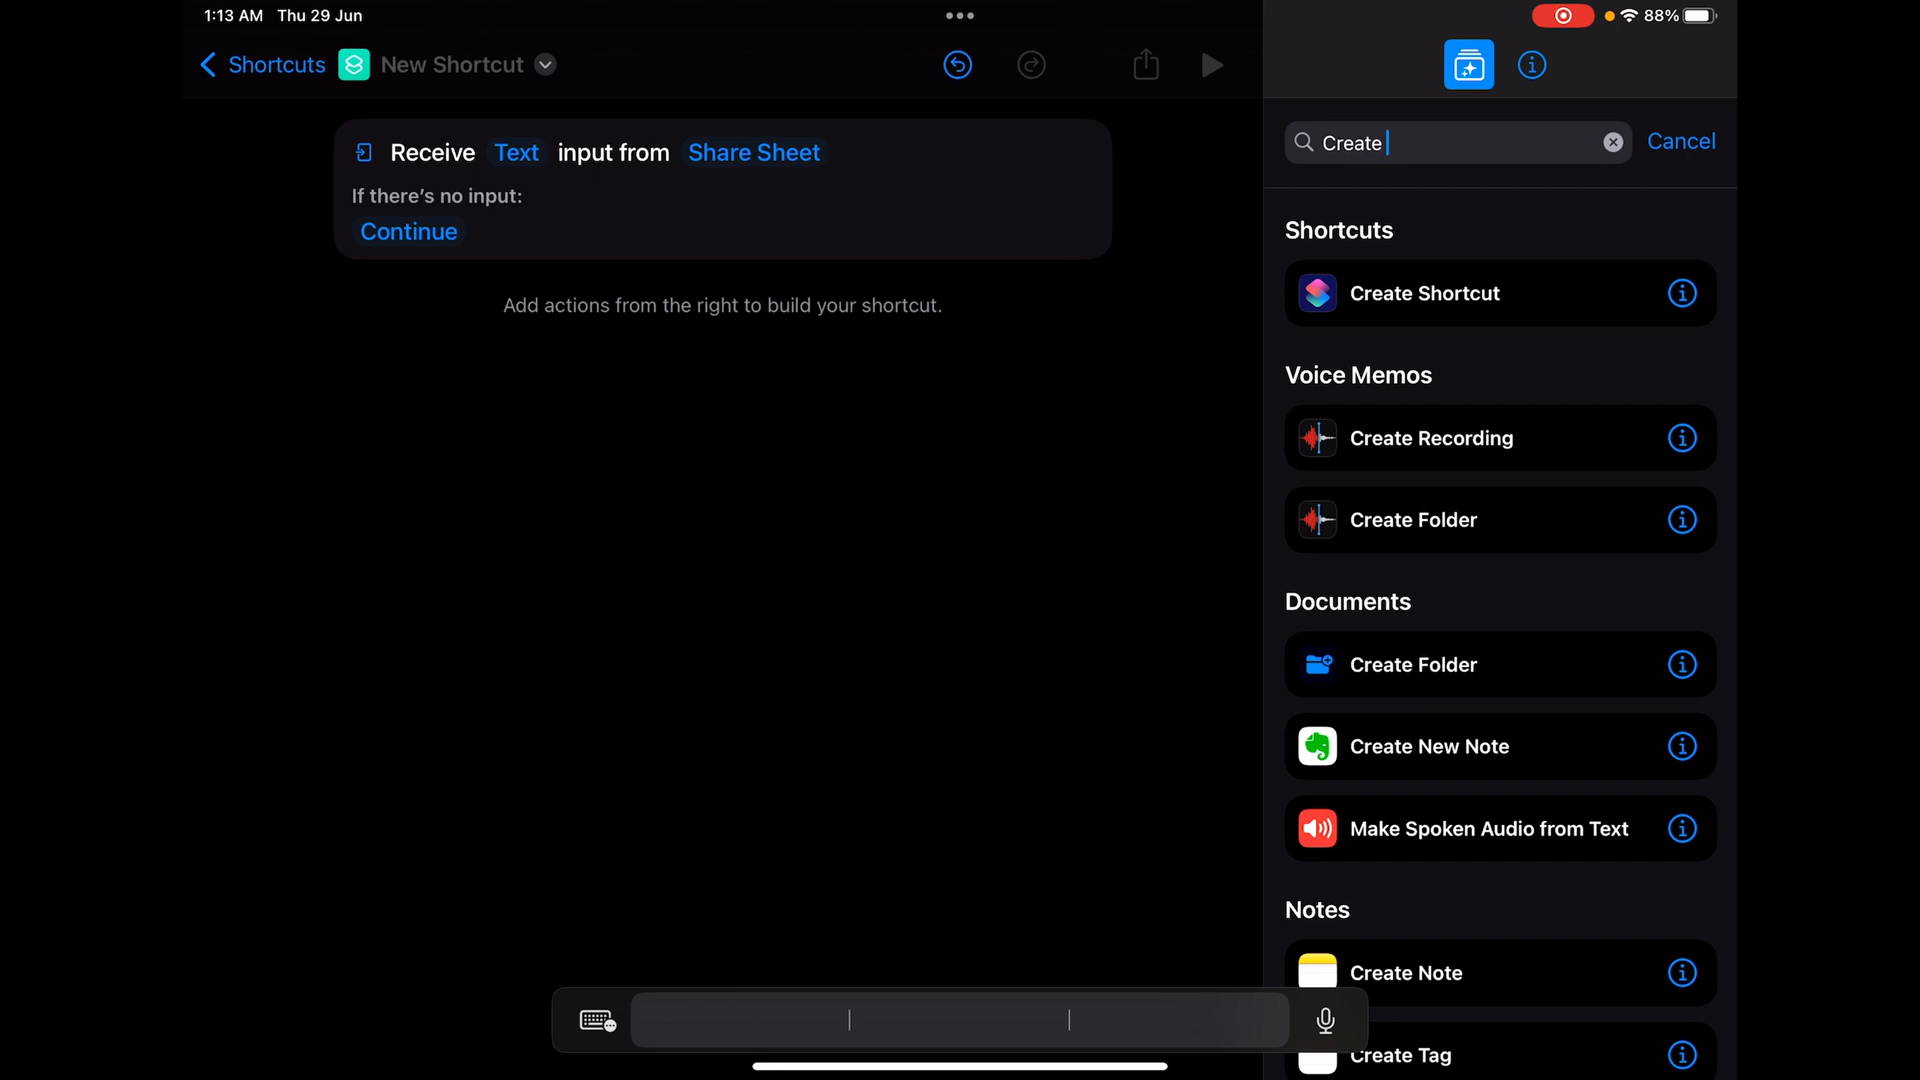 1:13 AM Thu 29 Jun
88%
Shortcuts New Shortcut
Create Cancel
Receive Text input from Share Sheet
If there’s no input:
Continue
Add actions from the right to build your shortcut.
Shortcuts
Create Shortcut
Voice Memos
Create Recording
Create Folder
Documents
Create Folder
Create New Note
Make Spoken Audio from Text
Notes
Create Note
Create Tag